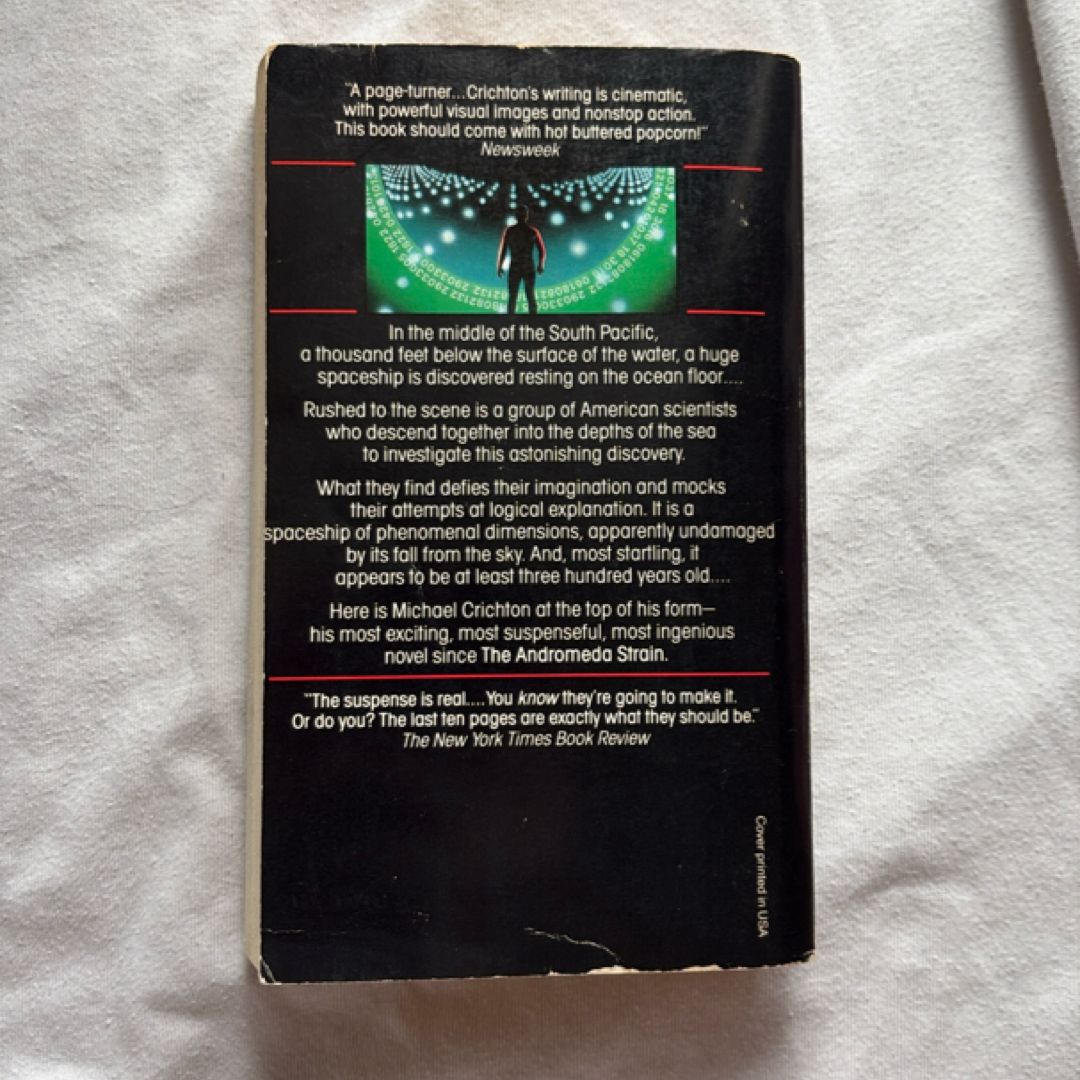 "A page-turner...Crichton's writing is cinematic,
with powerful visual images and nonstop action.
This book should come with hot buttered popcorn!"
Newsweek
In the middle of the South Pacific,
a thousand feet below the surface of the water, a huge
spaceship is discovered resting on the ocean floor....
Rushed to the scene is a group of American scientists
who descend together into the depths of the sea
to investigate this astonishing discovery.
What they find defies their imagination and mocks
their attempts at logical explanation. It is a
spaceship of phenomenal dimensions, apparently undamaged
by its fall from the sky. And, most startling, it
appears to be at least three hundred years old....
Here is Michael Crichton at the top of his form—
his most exciting, most suspenseful, most ingenious
novel since The Andromeda Strain.
"The suspense is real....You know they're going to make it.
Or do you? The last ten pages are exactly what they should be."
The New York Times Book Review
Cover printed in USA